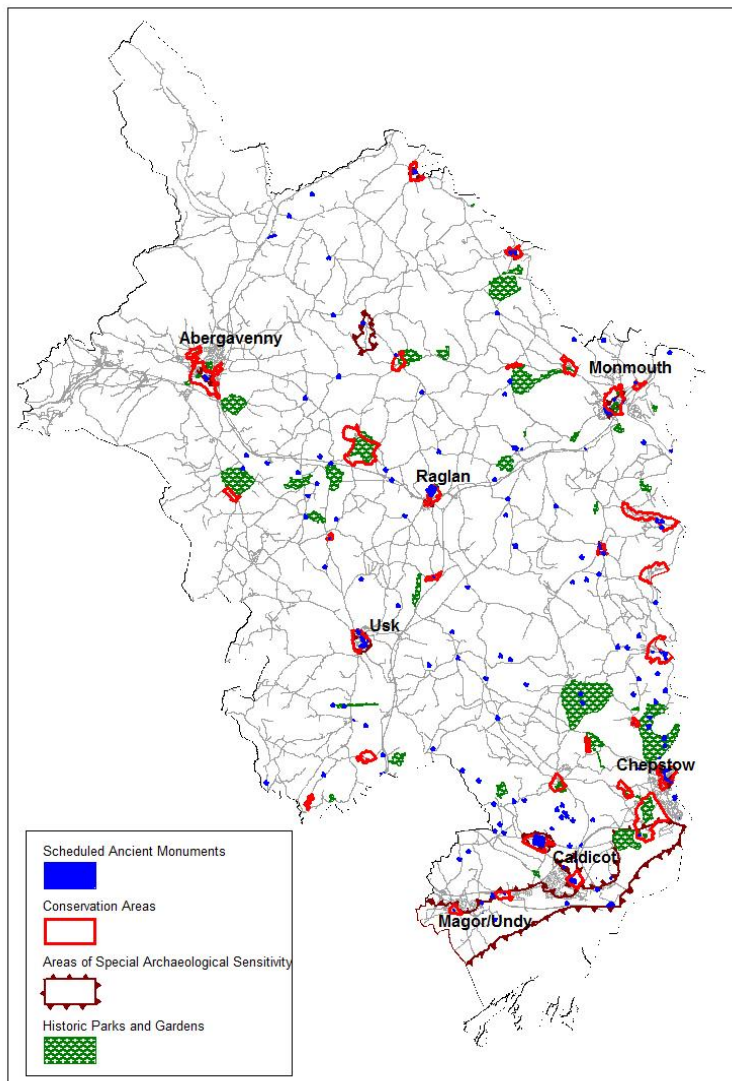 Abergavenny
Monmouth
Raglan
Usk
Chepstow
Caldicot
Magor/Undy
Scheduled Ancient Monuments
Conservation Areas
Areas of Special Archaeological Sensitivity
Historic Parks and Gardens